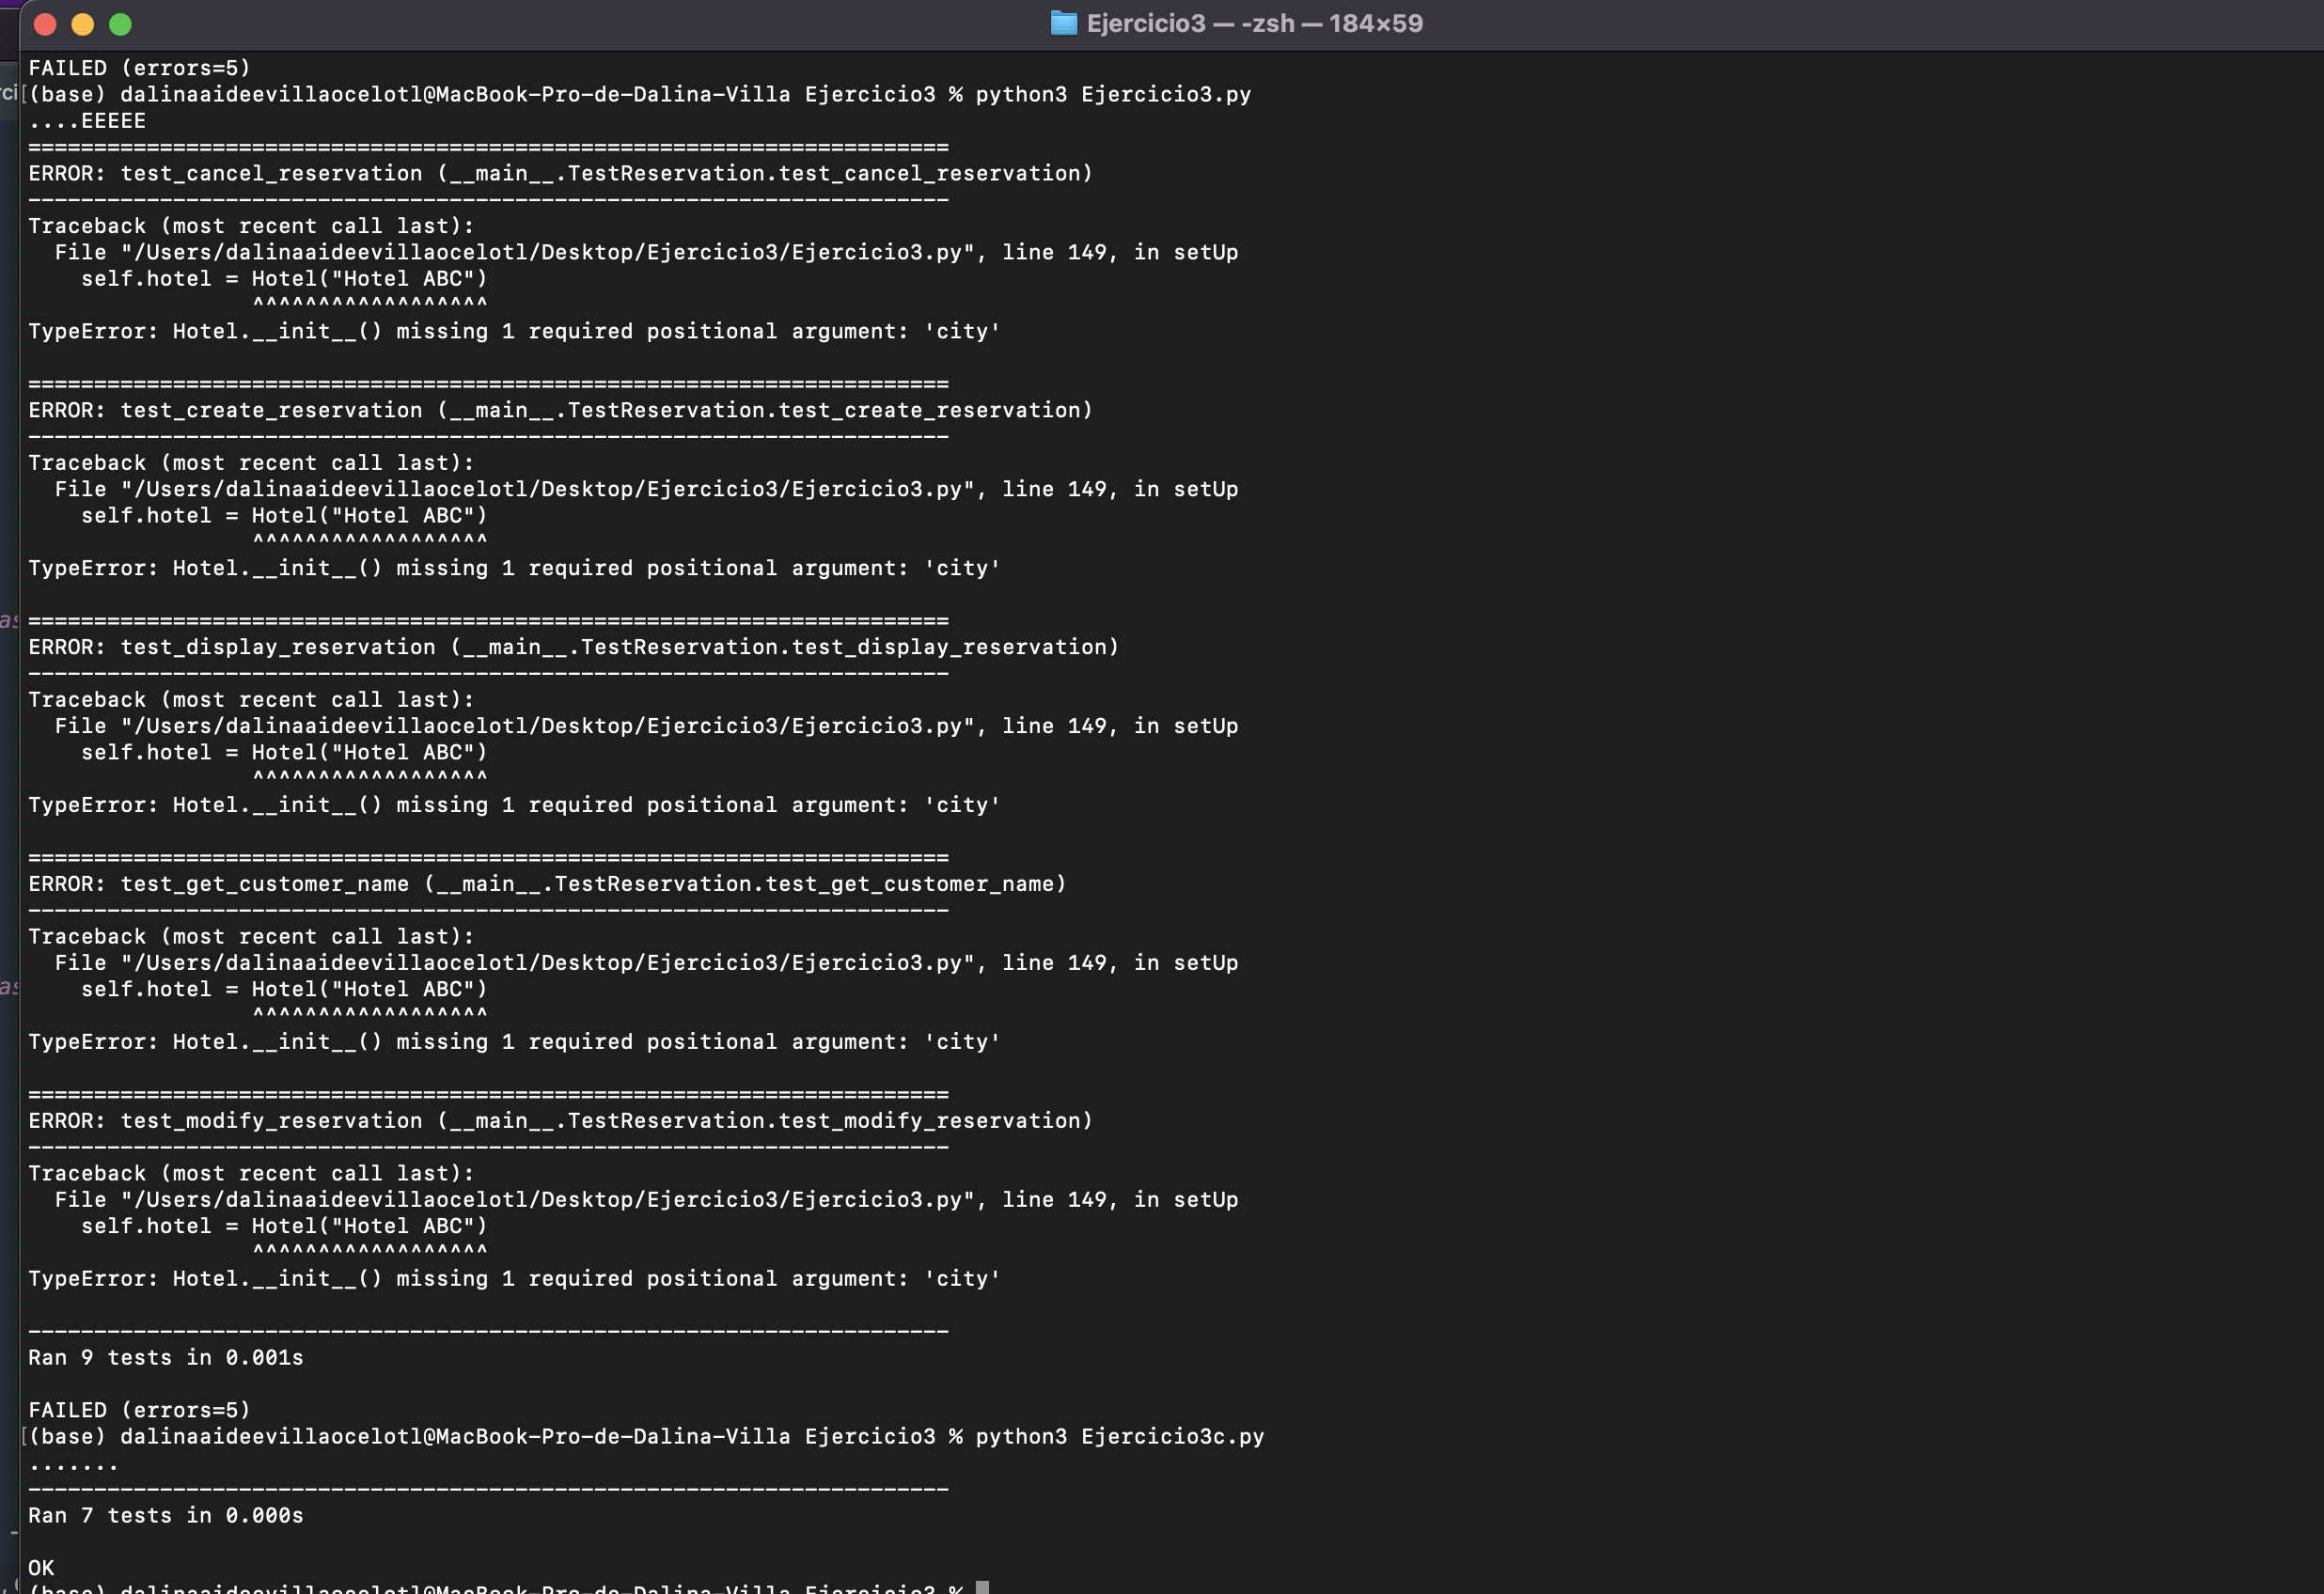 Ejercicio3 — -zsh — 184×59
FAILED (errors=5)
[(base) dalinaaideevillaocelotl@MacBook-Pro-de-Dalina-Villa Ejercicio3 % python3 Ejercicio3.py
....EEEEE
======================================================================
ERROR: test_cancel_reservation (__main__.TestReservation.test_cancel_reservation)
----------------------------------------------------------------------
Traceback (most recent call last):
  File "/Users/dalinaaideevillaocelotl/Desktop/Ejercicio3/Ejercicio3.py", line 149, in setUp
    self.hotel = Hotel("Hotel ABC")
                 ^^^^^^^^^^^^^^^^^^
TypeError: Hotel.__init__() missing 1 required positional argument: 'city'
======================================================================
ERROR: test_create_reservation (__main__.TestReservation.test_create_reservation)
----------------------------------------------------------------------
Traceback (most recent call last):
  File "/Users/dalinaaideevillaocelotl/Desktop/Ejercicio3/Ejercicio3.py", line 149, in setUp
    self.hotel = Hotel("Hotel ABC")
                 ^^^^^^^^^^^^^^^^^^
TypeError: Hotel.__init__() missing 1 required positional argument: 'city'
======================================================================
ERROR: test_display_reservation (__main__.TestReservation.test_display_reservation)
----------------------------------------------------------------------
Traceback (most recent call last):
  File "/Users/dalinaaideevillaocelotl/Desktop/Ejercicio3/Ejercicio3.py", line 149, in setUp
    self.hotel = Hotel("Hotel ABC")
                 ^^^^^^^^^^^^^^^^^^
TypeError: Hotel.__init__() missing 1 required positional argument: 'city'
======================================================================
ERROR: test_get_customer_name (__main__.TestReservation.test_get_customer_name)
----------------------------------------------------------------------
Traceback (most recent call last):
  File "/Users/dalinaaideevillaocelotl/Desktop/Ejercicio3/Ejercicio3.py", line 149, in setUp
    self.hotel = Hotel("Hotel ABC")
                 ^^^^^^^^^^^^^^^^^^
TypeError: Hotel.__init__() missing 1 required positional argument: 'city'
======================================================================
ERROR: test_modify_reservation (__main__.TestReservation.test_modify_reservation)
----------------------------------------------------------------------
Traceback (most recent call last):
  File "/Users/dalinaaideevillaocelotl/Desktop/Ejercicio3/Ejercicio3.py", line 149, in setUp
    self.hotel = Hotel("Hotel ABC")
                 ^^^^^^^^^^^^^^^^^^
TypeError: Hotel.__init__() missing 1 required positional argument: 'city'
----------------------------------------------------------------------
Ran 9 tests in 0.001s
FAILED (errors=5)
[(base) dalinaaideevillaocelotl@MacBook-Pro-de-Dalina-Villa Ejercicio3 % python3 Ejercicio3c.py
.......
----------------------------------------------------------------------
Ran 7 tests in 0.000s
OK
(base) dalinaaideevillaocelotl@MacBook-Pro-de-Dalina-Villa Ejercicio3 %